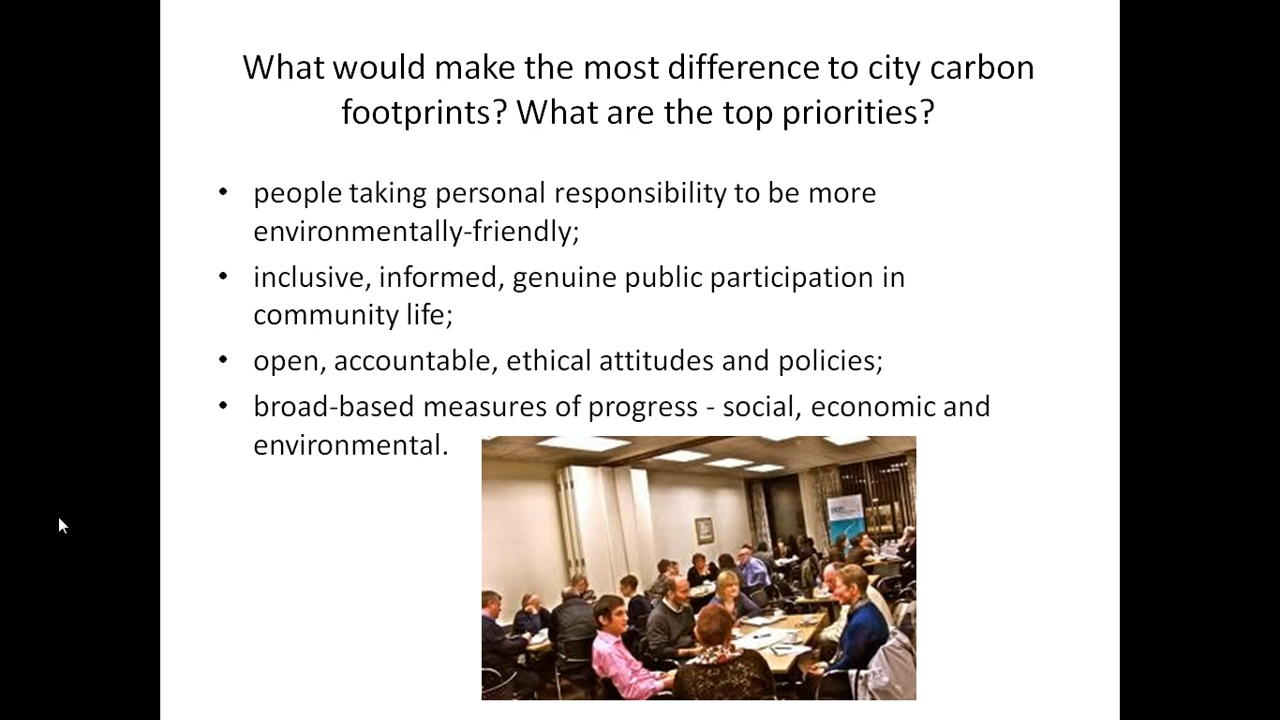 What would make the most difference to city carbon
footprints? What are the top priorities?
• people taking personal responsibility to be more
environmentally-friendly;
• inclusive, informed, genuine public participation in
community life;
• open, accountable, ethical attitudes and policies;
• broad-based measures of progress - social, economic and
environmental.